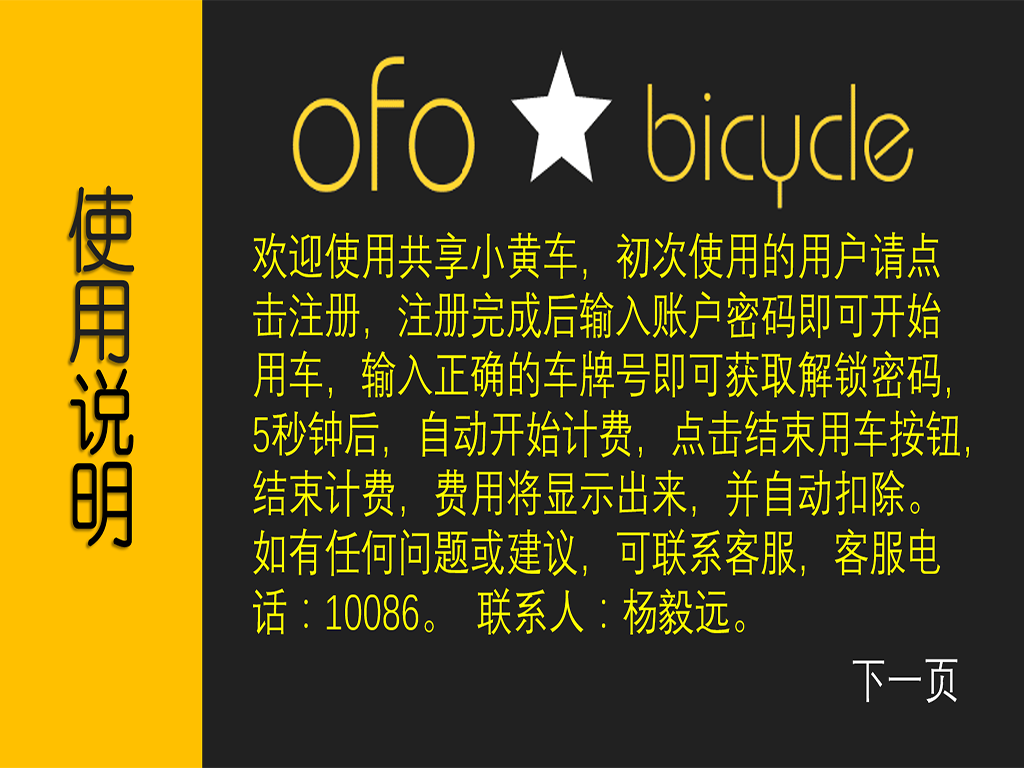 使用说明
ofo bicycle
欢迎使用共享小黄车，初次使用的用户请点
击注册，注册完成后输入账户密码即可开始
用车，输入正确的车牌号即可获取解锁密码，
5秒钟后，自动开始计费，点击结束用车按钮，
结束计费，费用将显示出来，并自动扣除。
如有任何问题或建议，可联系客服，客服电
话：10086。 联系人：杨毅远。
下一页